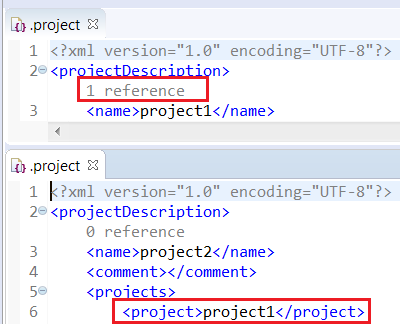 .project
1 <?xml version="1.0" encoding="UTF-8"?>
2 <projectDescription>
1 reference
3 <name>project1</name>
.project
1 <?xml version="1.0" encoding="UTF-8"?>
2 <projectDescription>
0 reference
3 <name>project2</name>
4 <comment></comment>
5 <projects>
6 <project>project1</project>